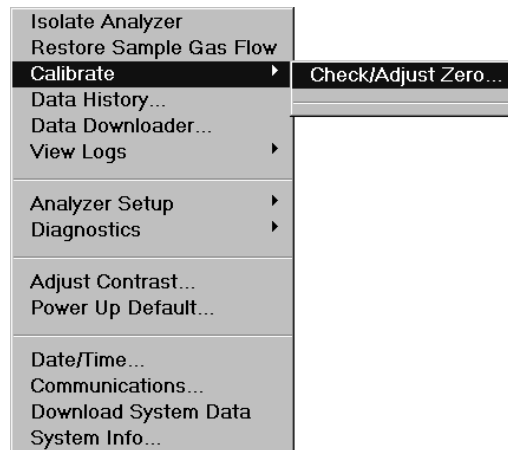 Isolate Analyzer
Restore Sample Gas Flow
Calibrate
Check/Adjust Zero...
Data History...
Data Downloader...
View Logs
Analyzer Setup
Diagnostics
Adjust Contrast...
Power Up Default...
Date/Time...
Communications...
Download System Data
System Info...